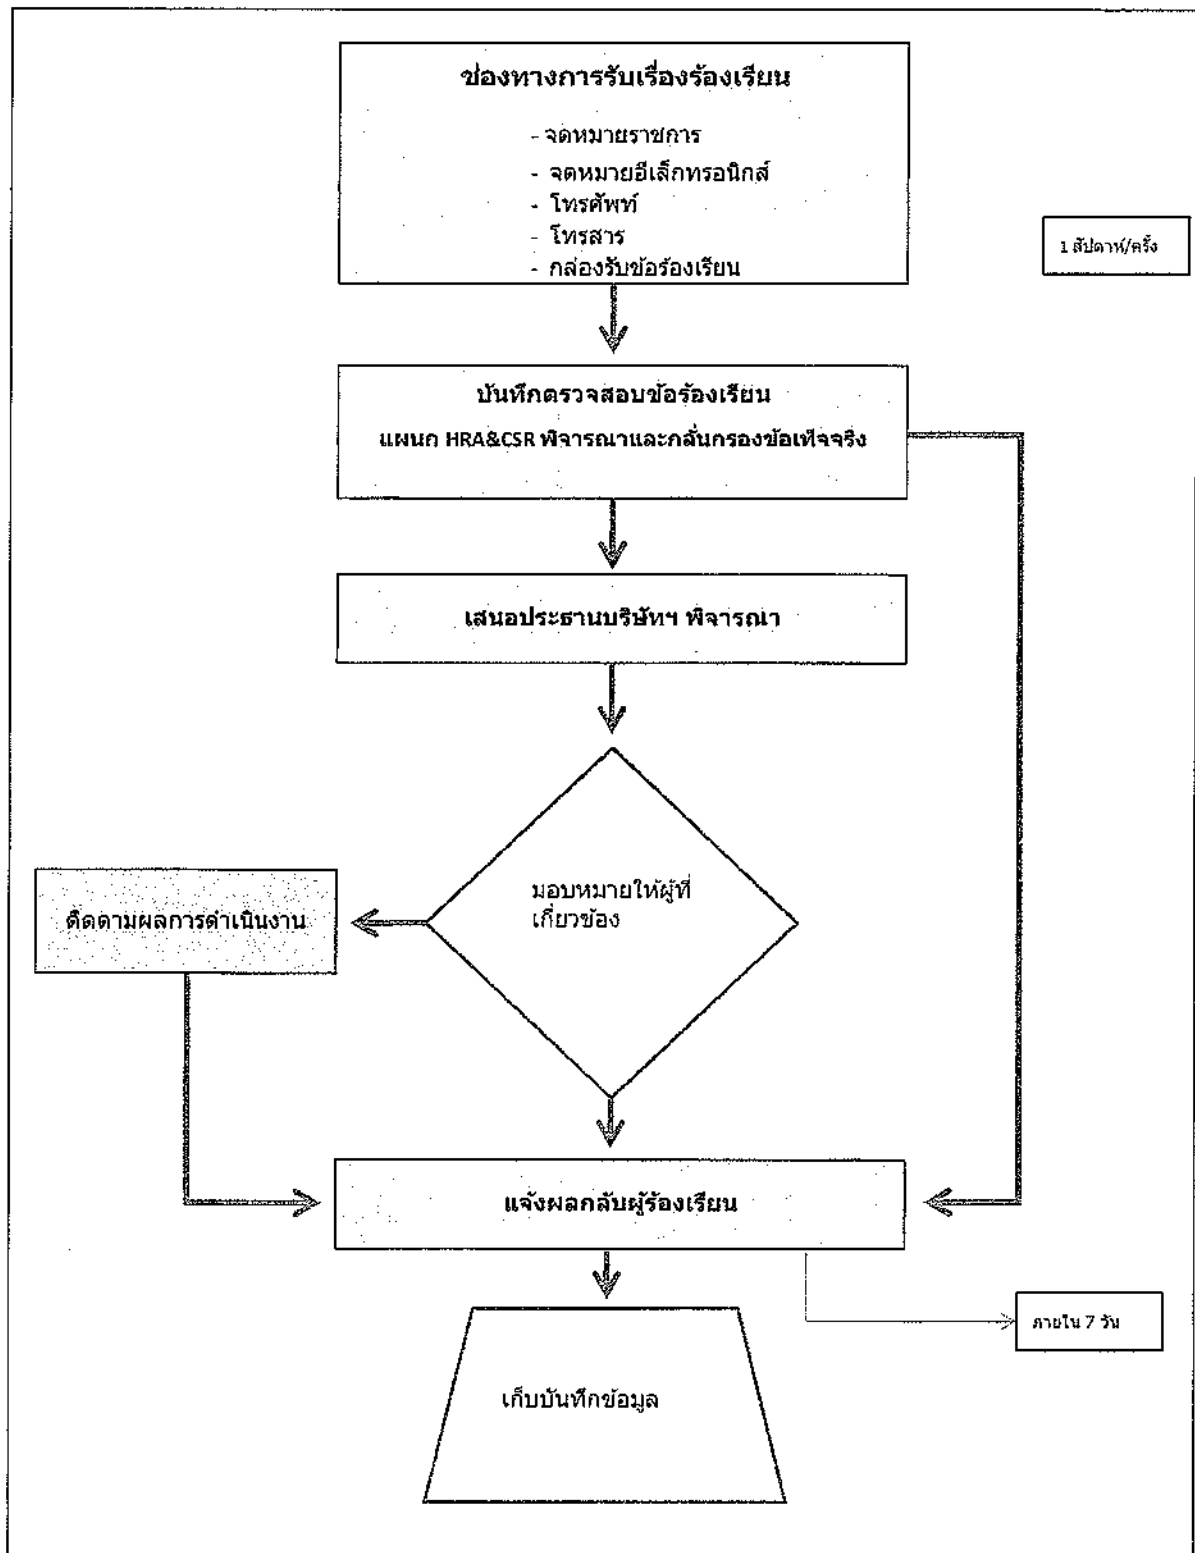 ช่องทางการรับเรื่องร้องเรียน
- จดหมายราชการ
- จดหมายอีเล็กทรอนิกส์
- โทรศัพท์
- โทรสาร
- กล่องรับข้อร้องเรียน
1 สัปดาห์/ครั้ง
บันทึกตรวจสอบข้อร้องเรียน
แผนก HRA&CSR พิจารณาและกลั่นกรองข้อเท็จจริง
เสนอประธานบริษัทฯ พิจารณา
มอบหมายให้ผู้ที่
เกี่ยวข้อง
ติดตามผลการดำเนินงาน
แจ้งผลกลับผู้ร้องเรียน
ภายใน 7 วัน
เก็บบันทึกข้อมูล